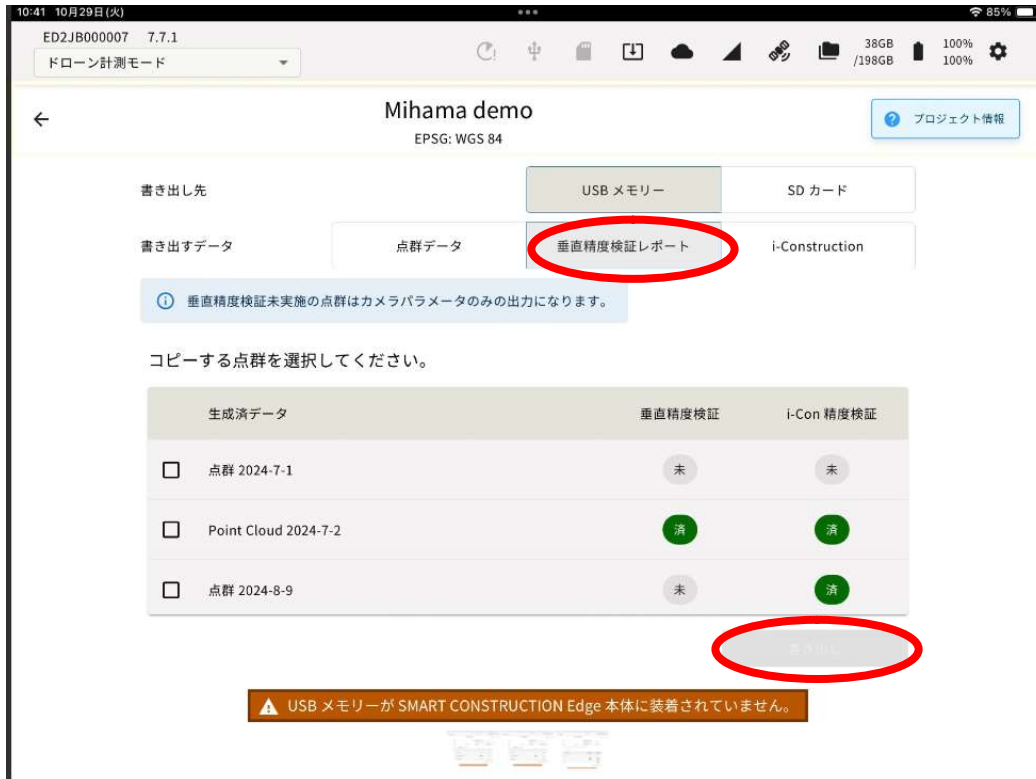 10:41 10月29日(火)
85%
ED2JB000007 7.7.1
ドローン計測モード
38GB
/198GB
100%
100%
Mihama demo
EPSG: WGS 84
プロジェクト情報
書き出し先
USB メモリー
SD カード
書き出すデータ
点群データ
垂直精度検証レポート
i-Construction
垂直精度検証未実施の点群はカメラパラメータのみの出力になります。
コピーする点群を選択してください。
生成済データ
垂直精度検証
i-Con 精度検証
点群 2024-7-1
未
未
Point Cloud 2024-7-2
済
済
点群 2024-8-9
未
済
書き出し
USB メモリーが SMART CONSTRUCTION Edge 本体に装着されていません。